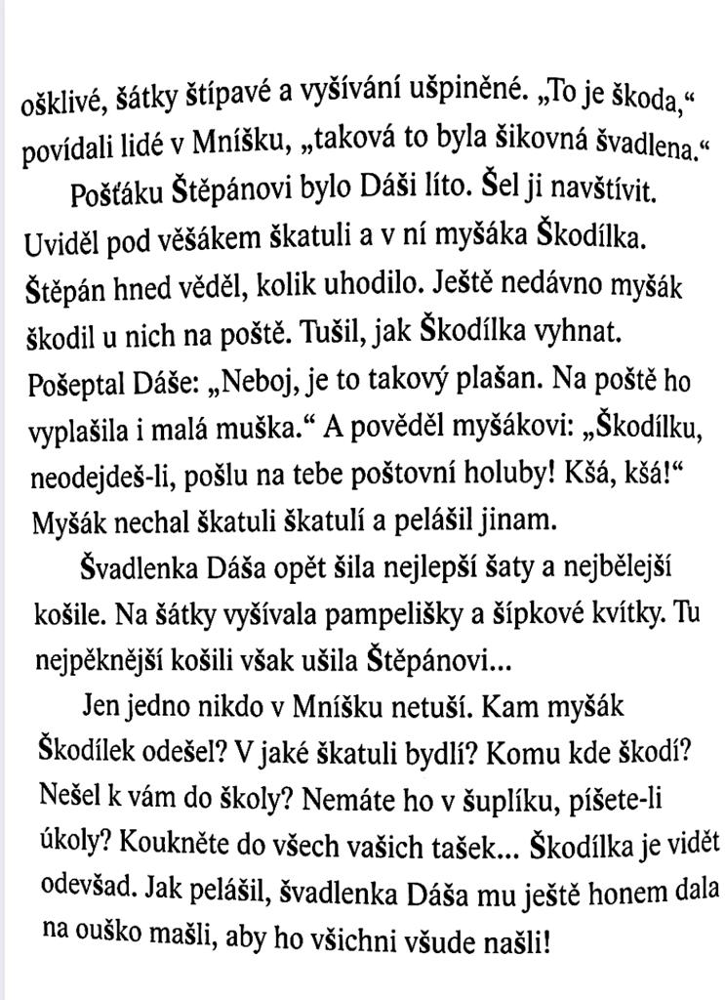 ošklivé, šátky štípavé a vyšívání ušpiněné. „To je škoda,“
povídali lidé v Mníšku, „taková to byla šikovná švadlena.“
Pošťáku Štěpánovi bylo Dáši líto. Šel ji navštívit.
Uviděl pod věšákem škatuli a v ní myšáka Škodílka.
Štěpán hned věděl, kolik uhodilo. Ještě nedávno myšák
škodil u nich na poště. Tušil, jak Škodílka vyhnat.
Pošeptal Dáše: „Neboj, je to takový plašan. Na poště ho
vyplašila i malá muška.“ A pověděl myšákovi: „Škodílku,
neodejdeš-li, pošlu na tebe poštovní holuby! Kšá, kšá!“
Myšák nechal škatuli škatulí a pelášil jinam.
Švadlenka Dáša opět šila nejlepší šaty a nejbělejší
košile. Na šátky vyšívala pampelišky a šípkové kvítky. Tu
nejpěknější košili však ušila Štěpánovi...
Jen jedno nikdo v Mníšku netuší. Kam myšák
Škodílek odešel? V jaké škatuli bydlí? Komu kde škodí?
Nešel k vám do školy? Nemáte ho v šuplíku, píšete-li
úkoly? Koukněte do všech vašich tašek... Škodílka je vidět
odevšad. Jak pelášil, švadlenka Dáša mu ještě honem dala
na ouško mašli, aby ho všichni všude našli!